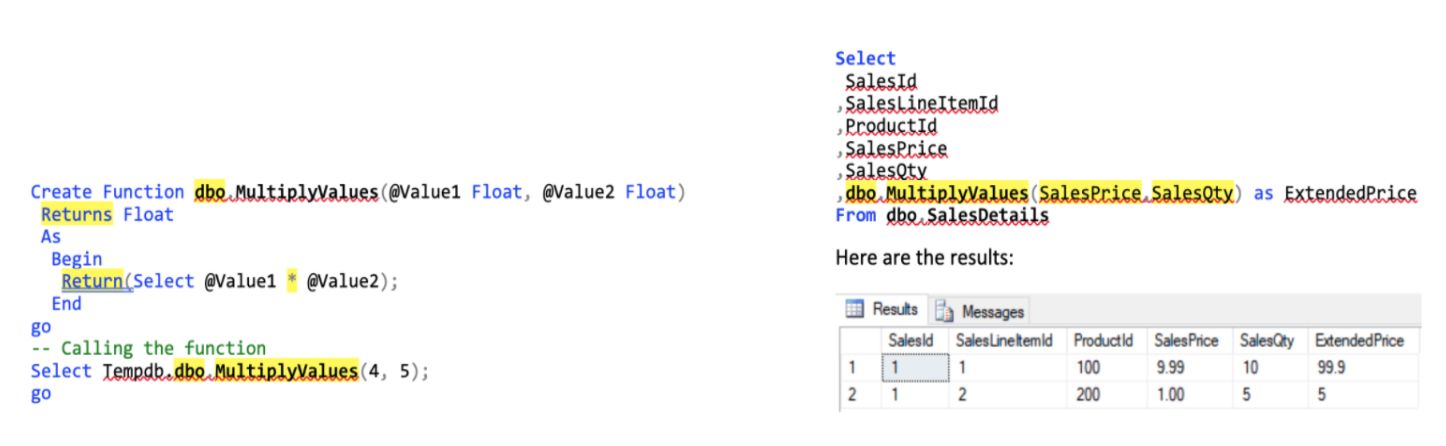 Create Function dbo.MultiplyValues(@Value1 Float, @Value2 Float)
Returns Float
As
Begin
Return(Select @Value1 * @Value2);
End
go
-- Calling the function
Select Tempdb.dbo.MultiplyValues(4, 5);
go
Select
SalesId
,SalesLineItemId
,ProductId
,SalesPrice
,SalesQty
,dbo.MultiplyValues(SalesPrice,SalesQty) as ExtendedPrice
From dbo.SalesDetails
Here are the results:
Results Messages
SalesId SalesLineItemId ProductId SalesPrice SalesQty ExtendedPrice
1 1 1 100 9.99 10 99.9
2 1 2 200 1.00 5 5